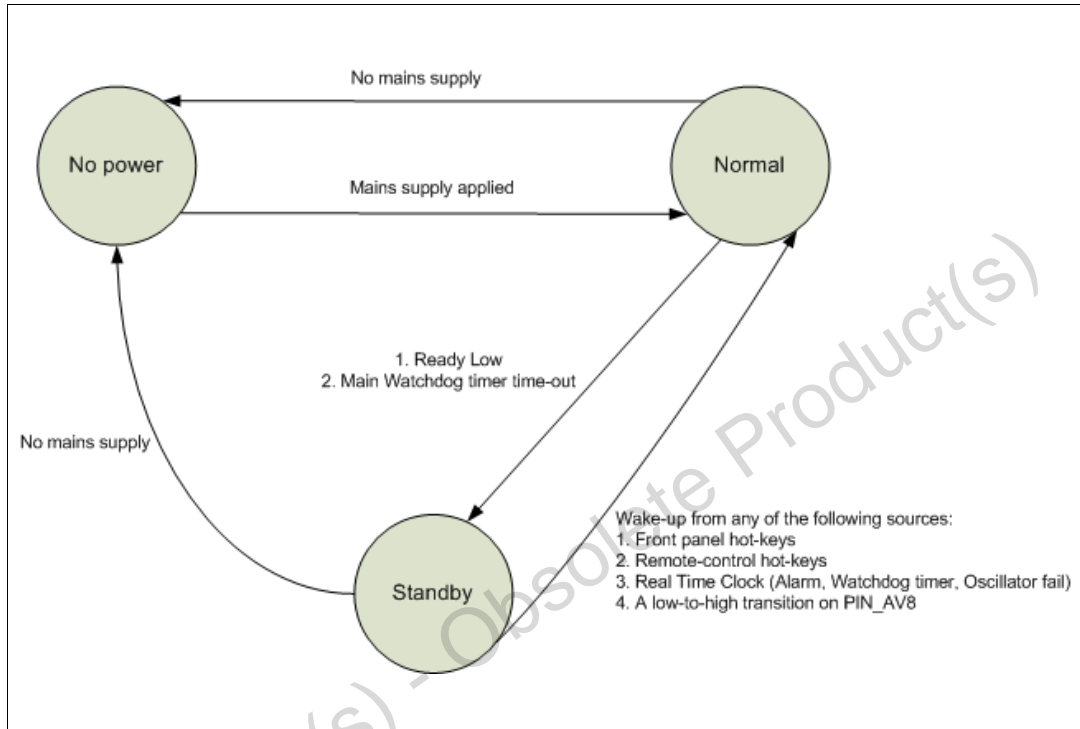 No mains supply
No power
Normal
Mains supply applied
1. Ready Low
2. Main Watchdog timer time-out
No mains supply
Wake-up from any of the following sources:
1. Front panel hot-keys
2. Remote-control hot-keys
3. Real Time Clock (Alarm, Watchdog timer, Oscillator fail)
4. A low-to-high transition on PIN_AV8
Standby
(s) - Obsolete Product(s)